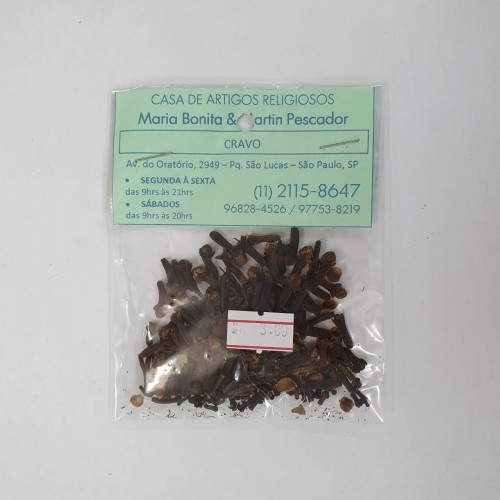 CASA DE ARTIGOS RELIGIOSOS
Maria Bonita & Martin Pescador
CRAVO
Av. do Oratório, 2949 – Pq. São Lucas – São Paulo, SP
• SEGUNDA À SEXTA
das 9hrs às 21hrs
• SÁBADOS
das 9hrs às 20hrs
(11) 2115-8647
96828-4526 / 97753-8219
3.00